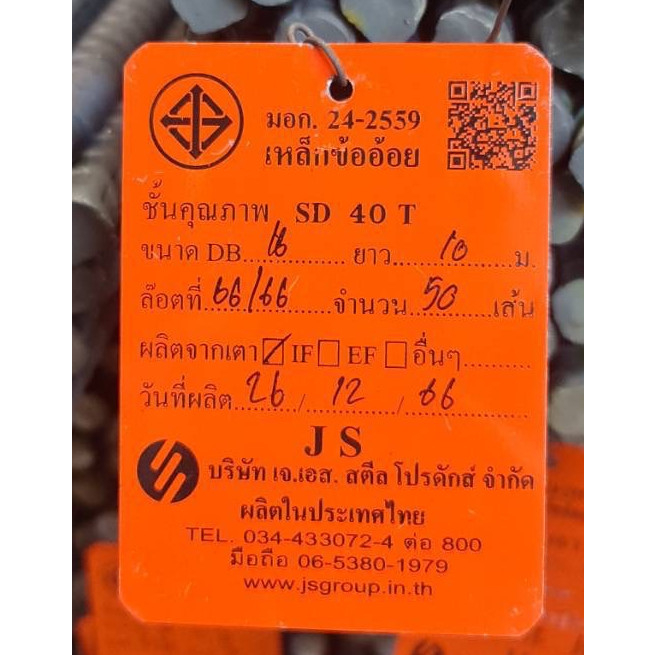 มอก. 24-2559
เหล็กข้ออ้อย
ชั้นคุณภาพ SD 40 T
ขนาด DB 16 ยาว 10 ม.
ล๊อตที่ 66/66 จำนวน 50 เส้น
ผลิตจากเตา IF EF อื่นๆ
วันที่ผลิต 26 / 12 / 66
J S
บริษัท เจ.เอส. สตีล โปรดักส์ จำกัด
ผลิตในประเทศไทย
TEL. 034-433072-4 ต่อ 800
มือถือ 06-5380-1979
www.jsgroup.in.th